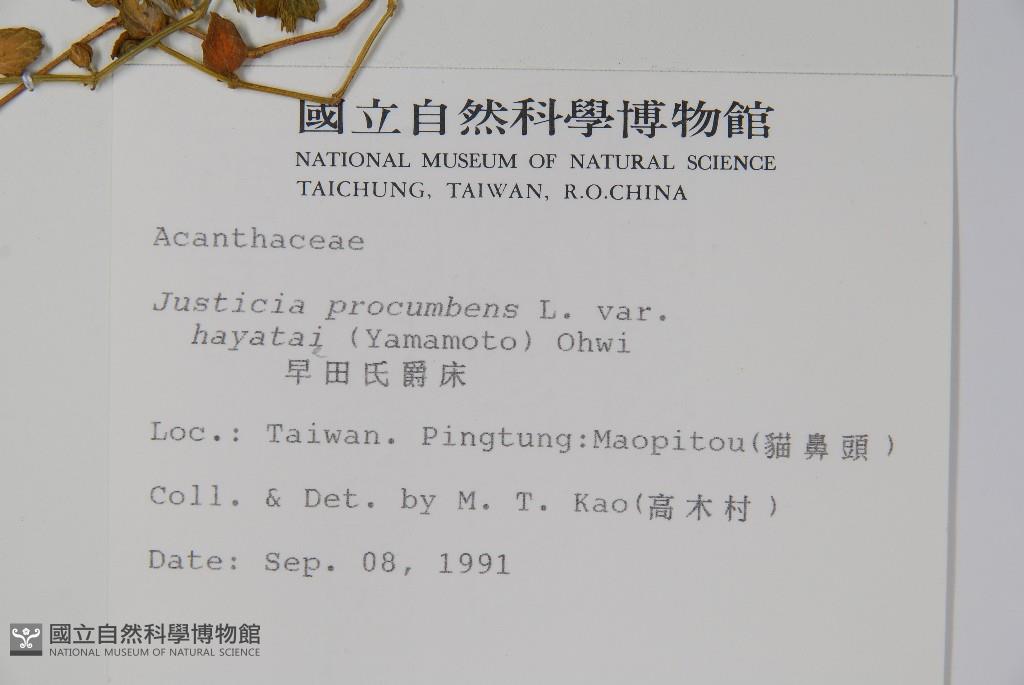 國立自然科學博物館
NATIONAL MUSEUM OF NATURAL SCIENCE
TAICHUNG, TAIWAN, R.O.CHINA
Acanthaceae
Justicia procumbens L. var.
hayatai (Yamamoto) Ohwi
早田氏爵床
Loc.: Taiwan. Pingtung:Maopitou(貓鼻頭)
Coll. & Det. by M. T. Kao(高木村)
Date: Sep. 08, 1991
國立自然科學博物館
NATIONAL MUSEUM OF NATURAL SCIENCE